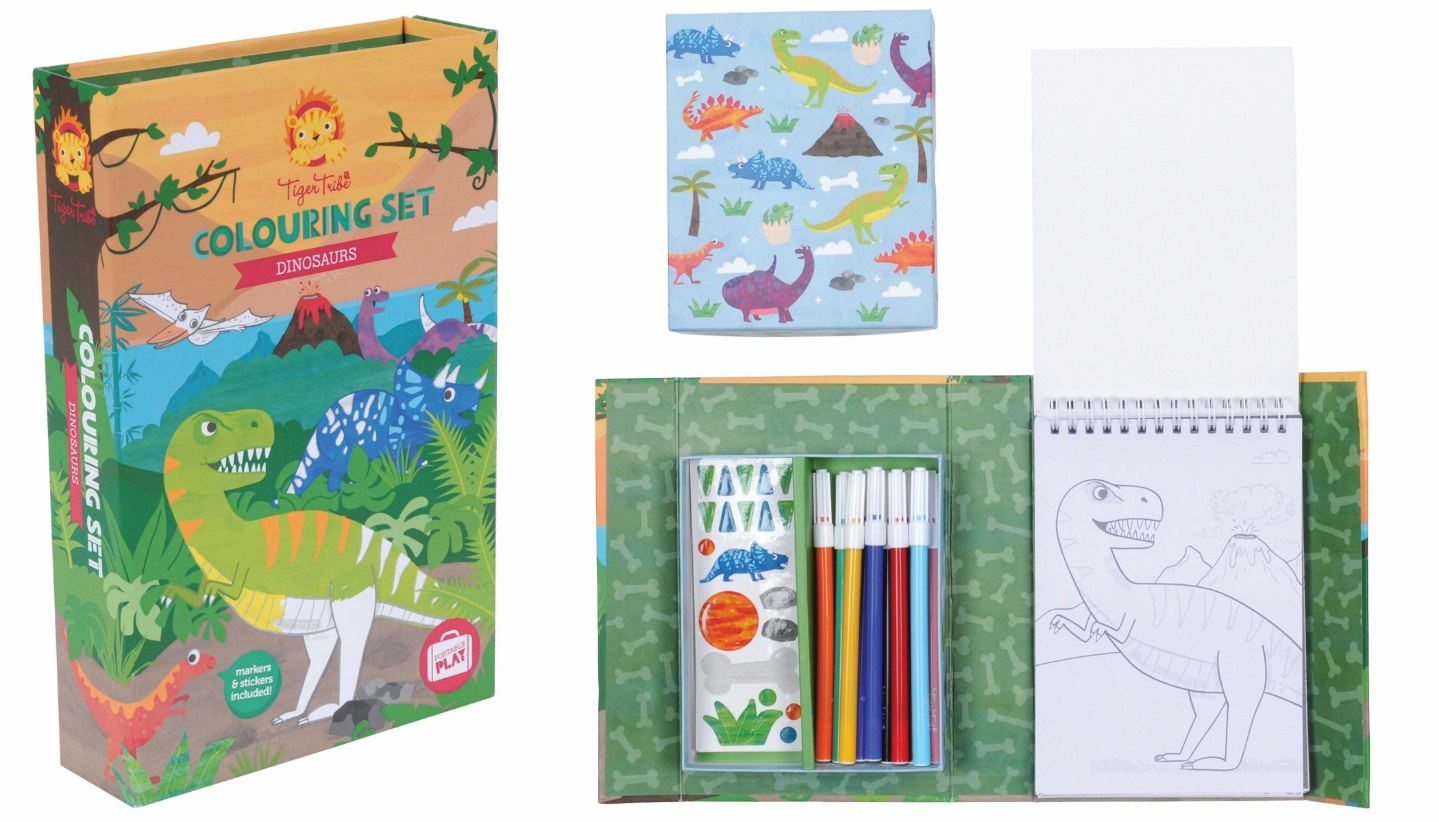 Tiger Tribe
COLOURING SET
DINOSAURS
Tiger Tribe
COLOURING SET
DINOSAURS
markers
& stickers
included!
PORTABLE
PLAY